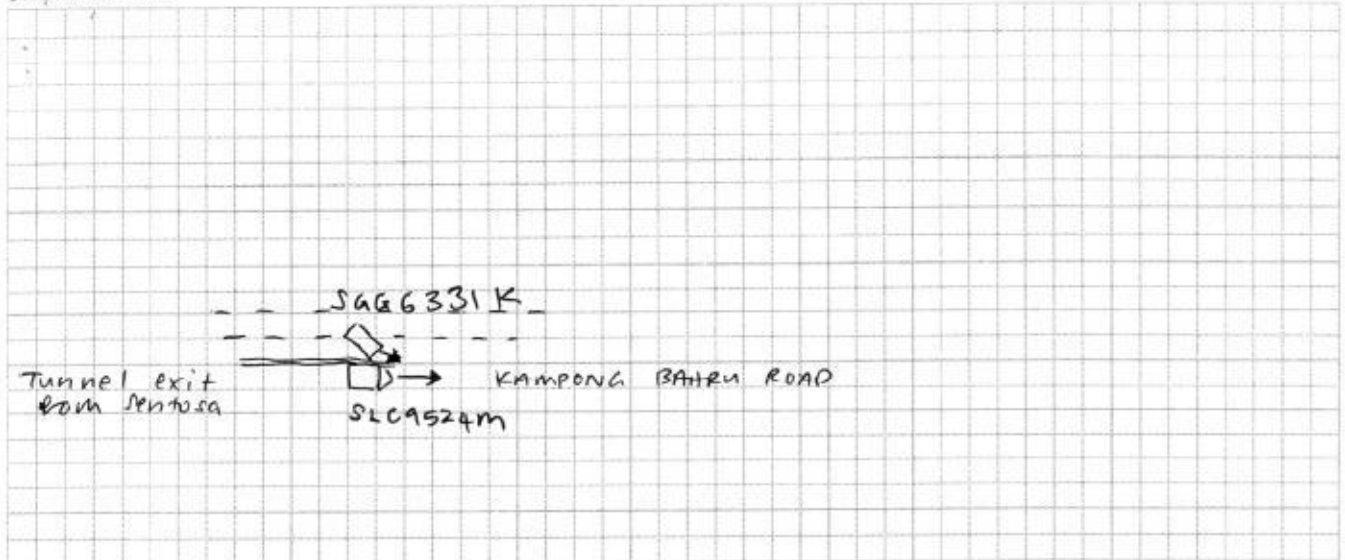 SGG6331K
Tunnel exit
from Sentosa
KAMPONG BAHRU ROAD
SLC9524M